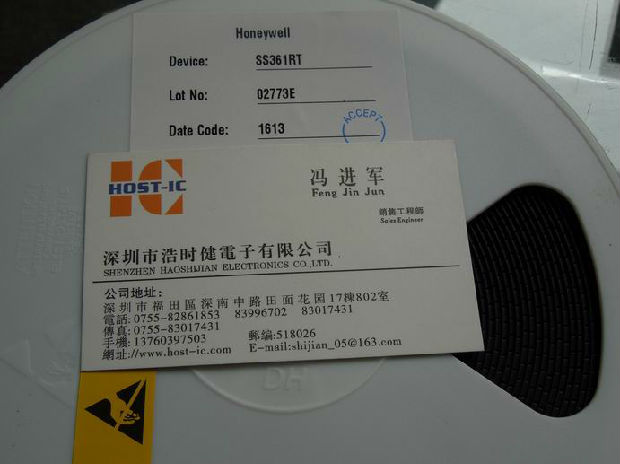 Honeywell
Device: SS361RT
Lot No: 02773E
Date Code: 1613
ACCEPT
IC
HOST-IC
冯进军
Feng Jin Jun
銷售工程師
Sales Engineer
深圳市浩时健電子有限公司
SHENZHEN HAOSHIJIAN ELECTRONICS CO.,LTD.
公司地址:
深圳市福田區深南中路田面花園17棟802室
電話:0755-82861853 83996702 83017431
傳真:0755-83017431 郵编:518026
手機:13760397503
網址://www.host-ic.com E-mail:shijian_05@163.com
DH